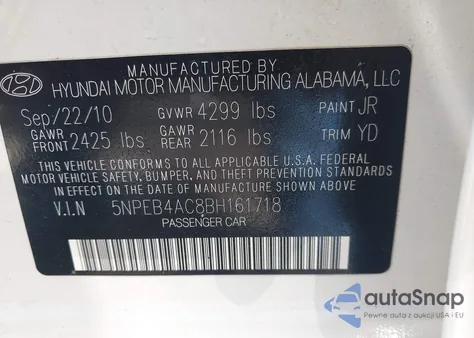 MANUFACTURED BY
HYUNDAI MOTOR MANUFACTURING ALABAMA, LLC
Sep/22/10 GVWR 4299 lbs PAINT JR
GAWR FRONT 2425 lbs GAWR REAR 2116 lbs TRIM YD
THIS VEHICLE CONFORMS TO ALL APPLICABLE U.S.A. FEDERAL
MOTOR VEHICLE SAFETY, BUMPER, AND THEFT PREVENTION
STANDARDS IN EFFECT ON THE DATE OF MANUFACTURE SHOWN ABOVE.
V.I.N 5NPEB4AC8BH161718
PASSENGER CAR
autoSnap
Pewne auta z aukcji USA i EU